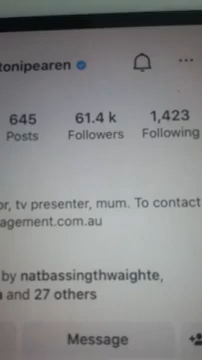 tonipearen
645 61.4 k 1,423
Posts Followers Following
or, tv presenter, mum. To contact
agement.com.au
by natbassingthwaighte,
and 27 others
Message